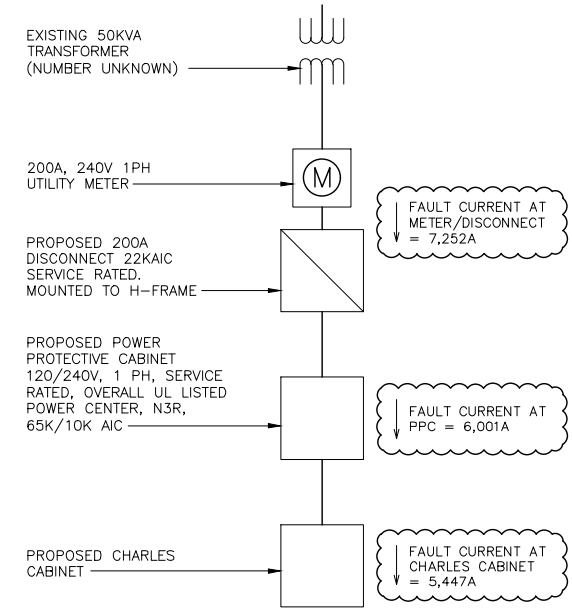 EXISTING 50KVA
TRANSFORMER
(NUMBER UNKNOWN)
200A, 240V 1PH
UTILITY METER
M
FAULT CURRENT AT
METER/DISCONNECT
= 7,252A
PROPOSED 200A
DISCONNECT 22KAIC
SERVICE RATED.
MOUNTED TO H-FRAME
PROPOSED POWER
PROTECTIVE CABINET
120/240V, 1 PH, SERVICE
RATED, OVERALL UL LISTED
POWER CENTER, N3R,
65K/10K AIC
FAULT CURRENT AT
PPC = 6,001A
PROPOSED CHARLES
CABINET
FAULT CURRENT AT
CHARLES CABINET
= 5,447A